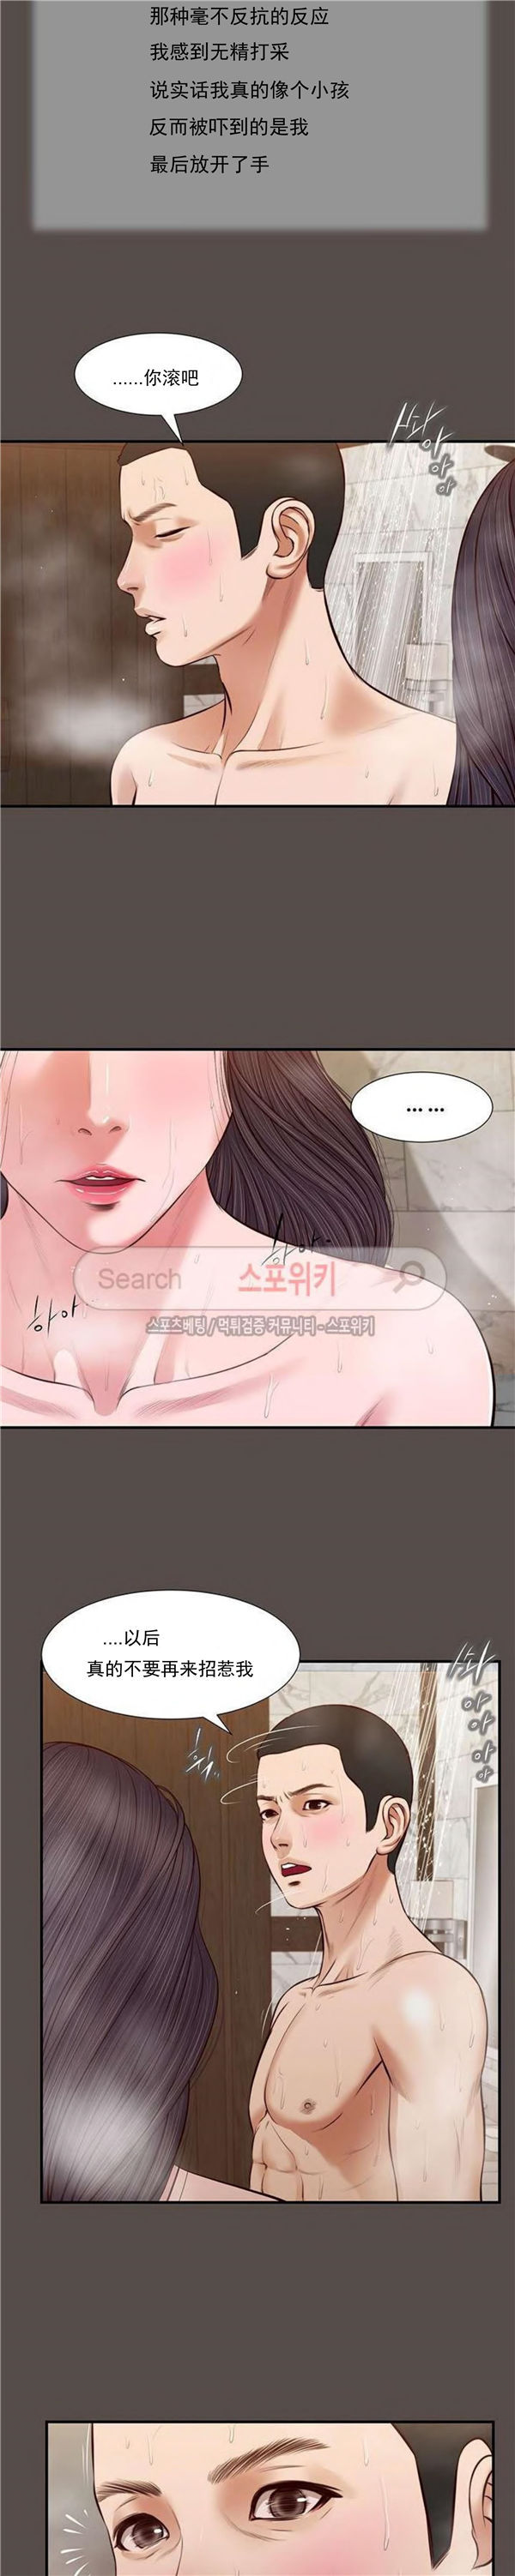 那种毫不反抗的反应
我感到无精打采
说实话我真的像个小孩
反而被吓到的是我
最后放开了手
......你滚吧
쏴
아
아
아
... ...
하아-
Search 스포위키
하아
스포츠베팅 / 먹튀검증 커뮤니티 - 스포위키
....以后
真的不要再来招惹我
쏴
아
아
아
아